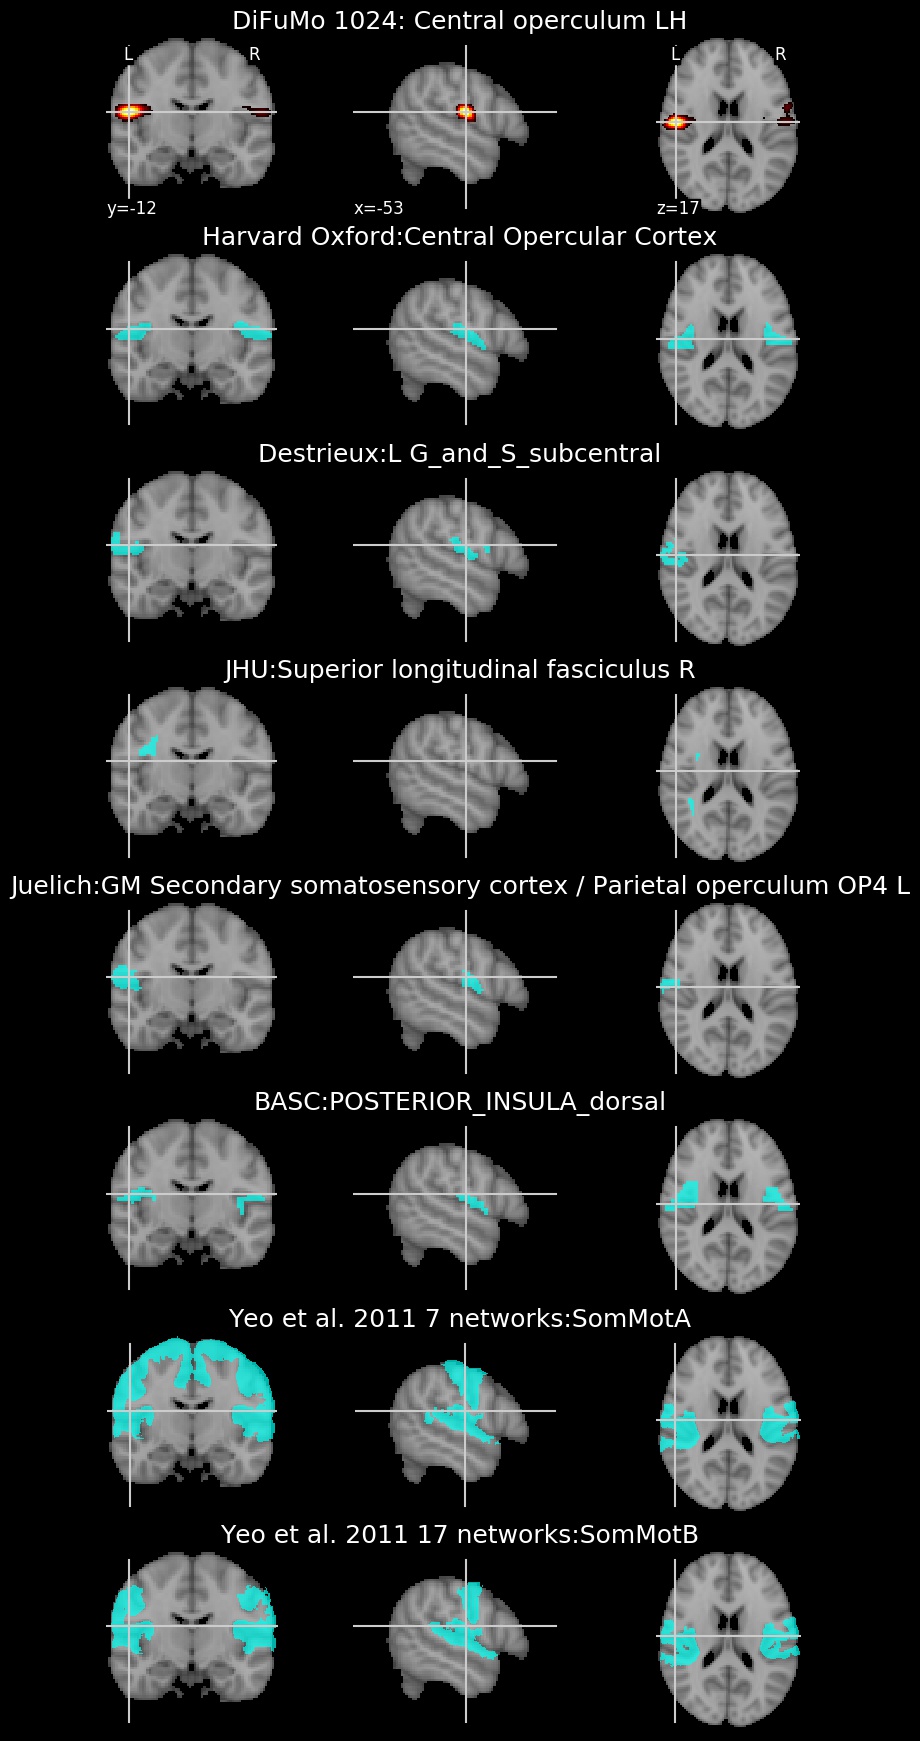 DiFuMo 1024: Central operculum LH
L R L R
y=-12 x=-53 z=17
Harvard Oxford:Central Opercular Cortex
Destrieux:L G_and_S_subcentral
JHU:Superior longitudinal fasciculus R
Juelich:GM Secondary somatosensory cortex / Parietal operculum OP4 L
BASC:POSTERIOR_INSULA_dorsal
Yeo et al. 2011 7 networks:SomMotA
Yeo et al. 2011 17 networks:SomMotB